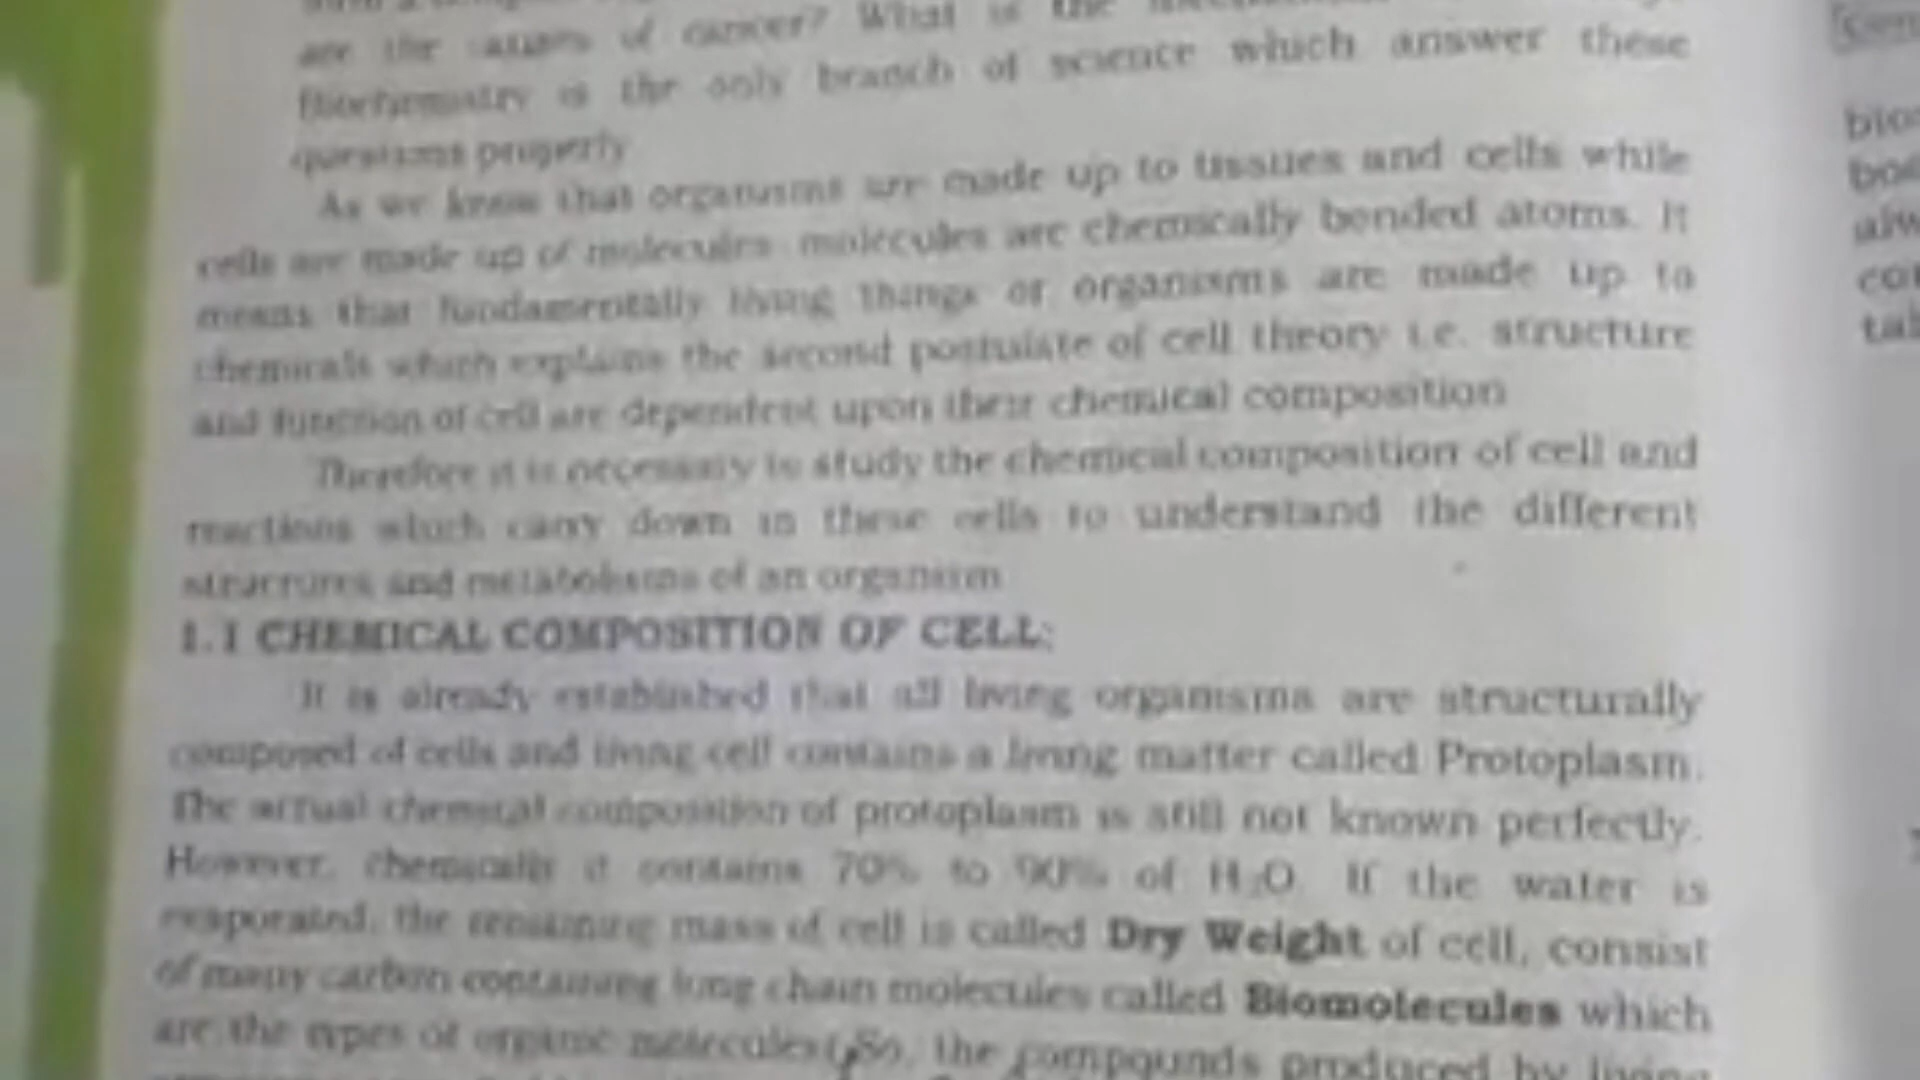 are the causes of cancer? What is the
Biochemistry is the only branch of science which answer these
questions properly
As we know that organisms are made up to tissues and cells while
cells are made up of molecules molecules are chemically bonded atoms. It
means that fundamentally living things or organisms are made up to
chemicals which explains the second postulate of cell theory i.e. structure
and function of cell are dependent upon their chemical composition
Therefore it is necessary to study the chemical composition of cell and
reactions which carry down in these cells to understand the different
structures and metabolisms of an organism
1.1 CHEMICAL COMPOSITION OF CELL:
It is already established that all living organisms are structurally
composed of cells and living cell contains a living matter called Protoplasm.
The actual chemical composition of protoplasm is still not known perfectly.
However, chemically it contains 70% to 90% of H2O. If the water is
evaporated, the remaining mass of cell is called Dry Weight of cell, consist
of many carbon containing long chain molecules called Biomolecules which
are the types of organic molecules So, the compounds produced by living